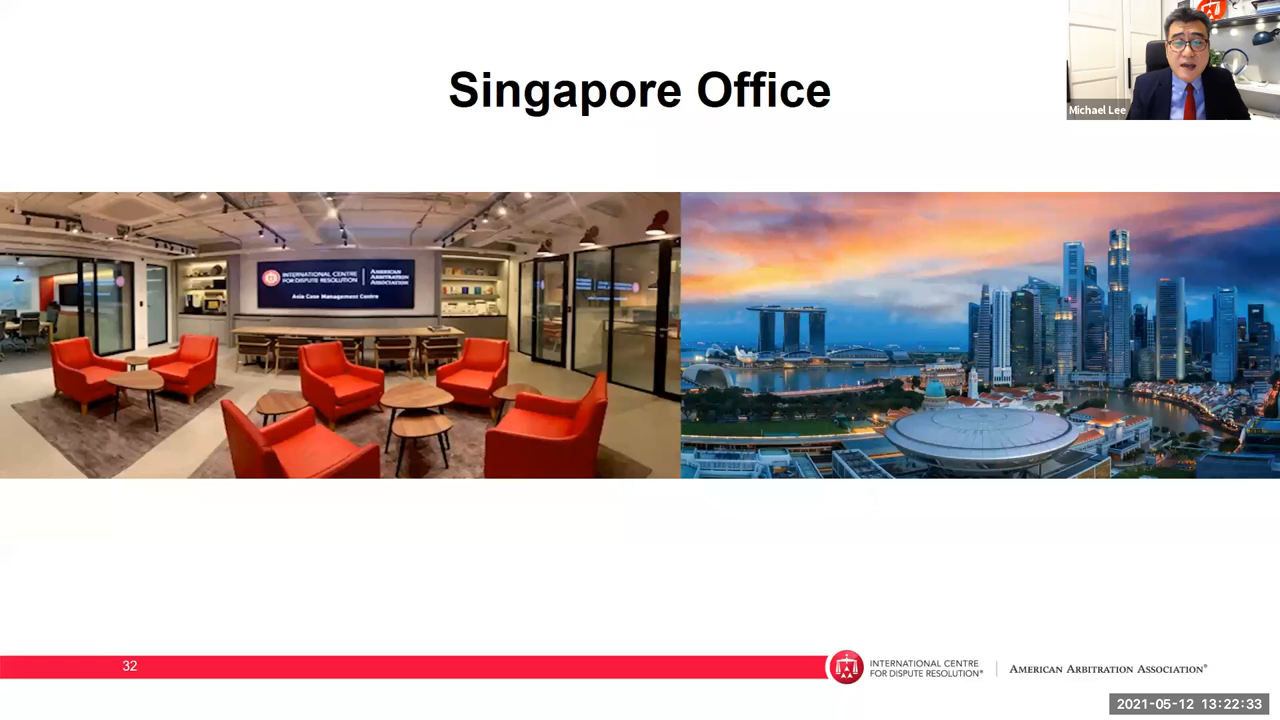 Singapore Office
Michael Lee
INTERNATIONAL CENTRE
FOR DISPUTE RESOLUTION
AMERICAN
ARBITRATION
ASSOCIATION
Asia Case Management Centre
32
INTERNATIONAL CENTRE
FOR DISPUTE RESOLUTION®
AMERICAN ARBITRATION ASSOCIATION®
2021-05-12 13:22:33